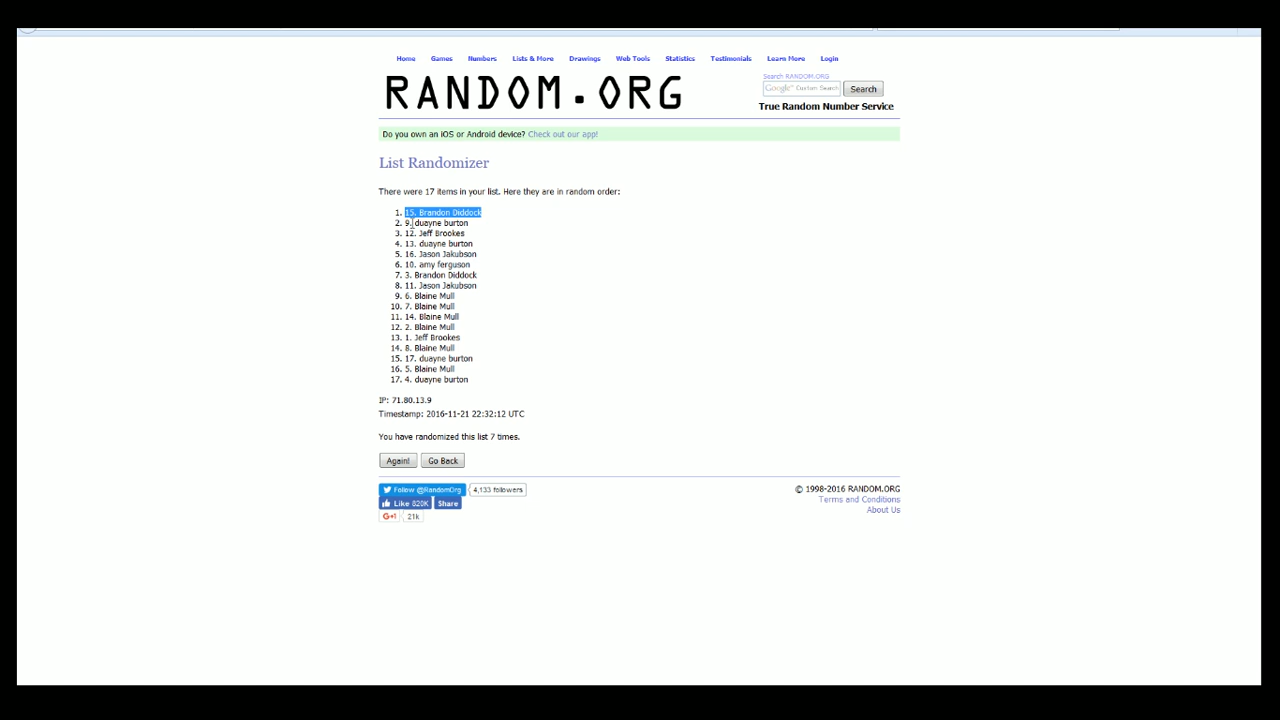 Home Games Numbers Lists & More Drawings Web Tools Statistics Testimonials Learn More Login
RANDOM.ORG
Search RANDOM.ORG
Google™ Custom Search Search
True Random Number Service
Do you own an iOS or Android device? Check out our app!
List Randomizer
There were 17 items in your list. Here they are in random order:
1. 15. Brandon Diddock
2. 9. duayne burton
3. 12. Jeff Brookes
4. 13. duayne burton
5. 16. Jason Jakubson
6. 10. amy ferguson
7. 3. Brandon Diddock
8. 11. Jason Jakubson
9. 6. Blaine Mull
10. 7. Blaine Mull
11. 14. Blaine Mull
12. 2. Blaine Mull
13. 1. Jeff Brookes
14. 8. Blaine Mull
15. 17. duayne burton
16. 5. Blaine Mull
17. 4. duayne burton
IP: 71.80.13.9
Timestamp: 2016-11-21 22:32:12 UTC
You have randomized this list 7 times.
Again! Go Back
Follow @RandomOrg 4,133 followers
Like 820K Share
G+1 21k
© 1998-2016 RANDOM.ORG
Terms and Conditions
About Us